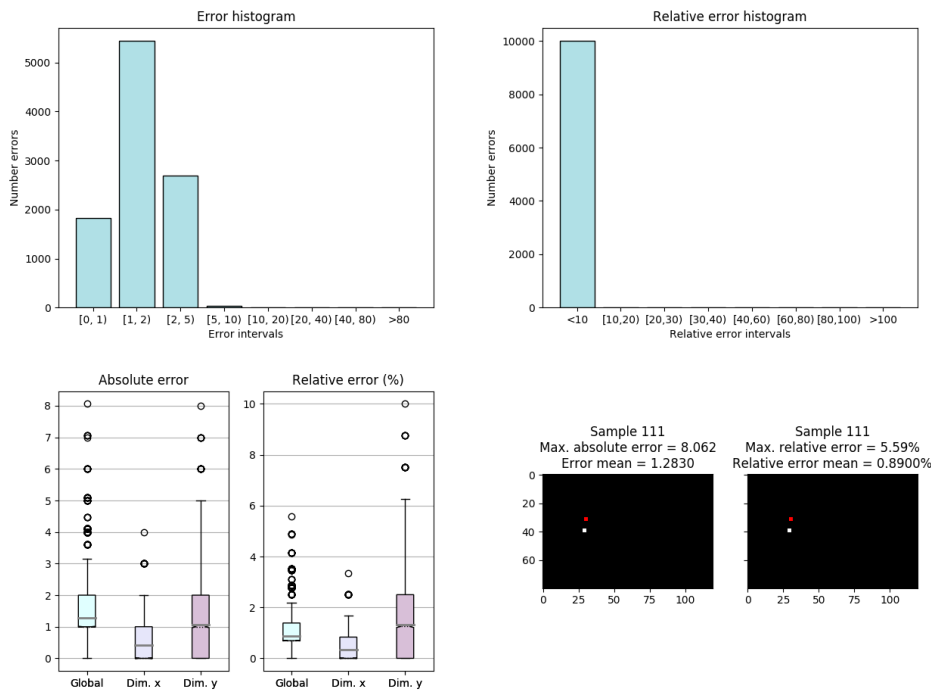 Error histogram
Number errors
5000
4000
3000
2000
1000
0
[0, 1) [1, 2) [2, 5) [5, 10) [10, 20) [20, 40) [40, 80) >80
Error intervals
Relative error histogram
Number errors
10000
8000
6000
4000
2000
0
<10 [10,20) [20,30) [30,40) [40,60) [60,80) [80,100) >100
Relative error intervals
Absolute error
8
7
6
5
4
3
2
1
0
Global Dim. x Dim. y
Relative error (%)
10
8
6
4
2
0
Global Dim. x Dim. y
Sample 111
Max. absolute error = 8.062
Error mean = 1.2830
0
20
40
60
0 25 50 75 100
Sample 111
Max. relative error = 5.59%
Relative error mean = 0.8900%
0 25 50 75 100